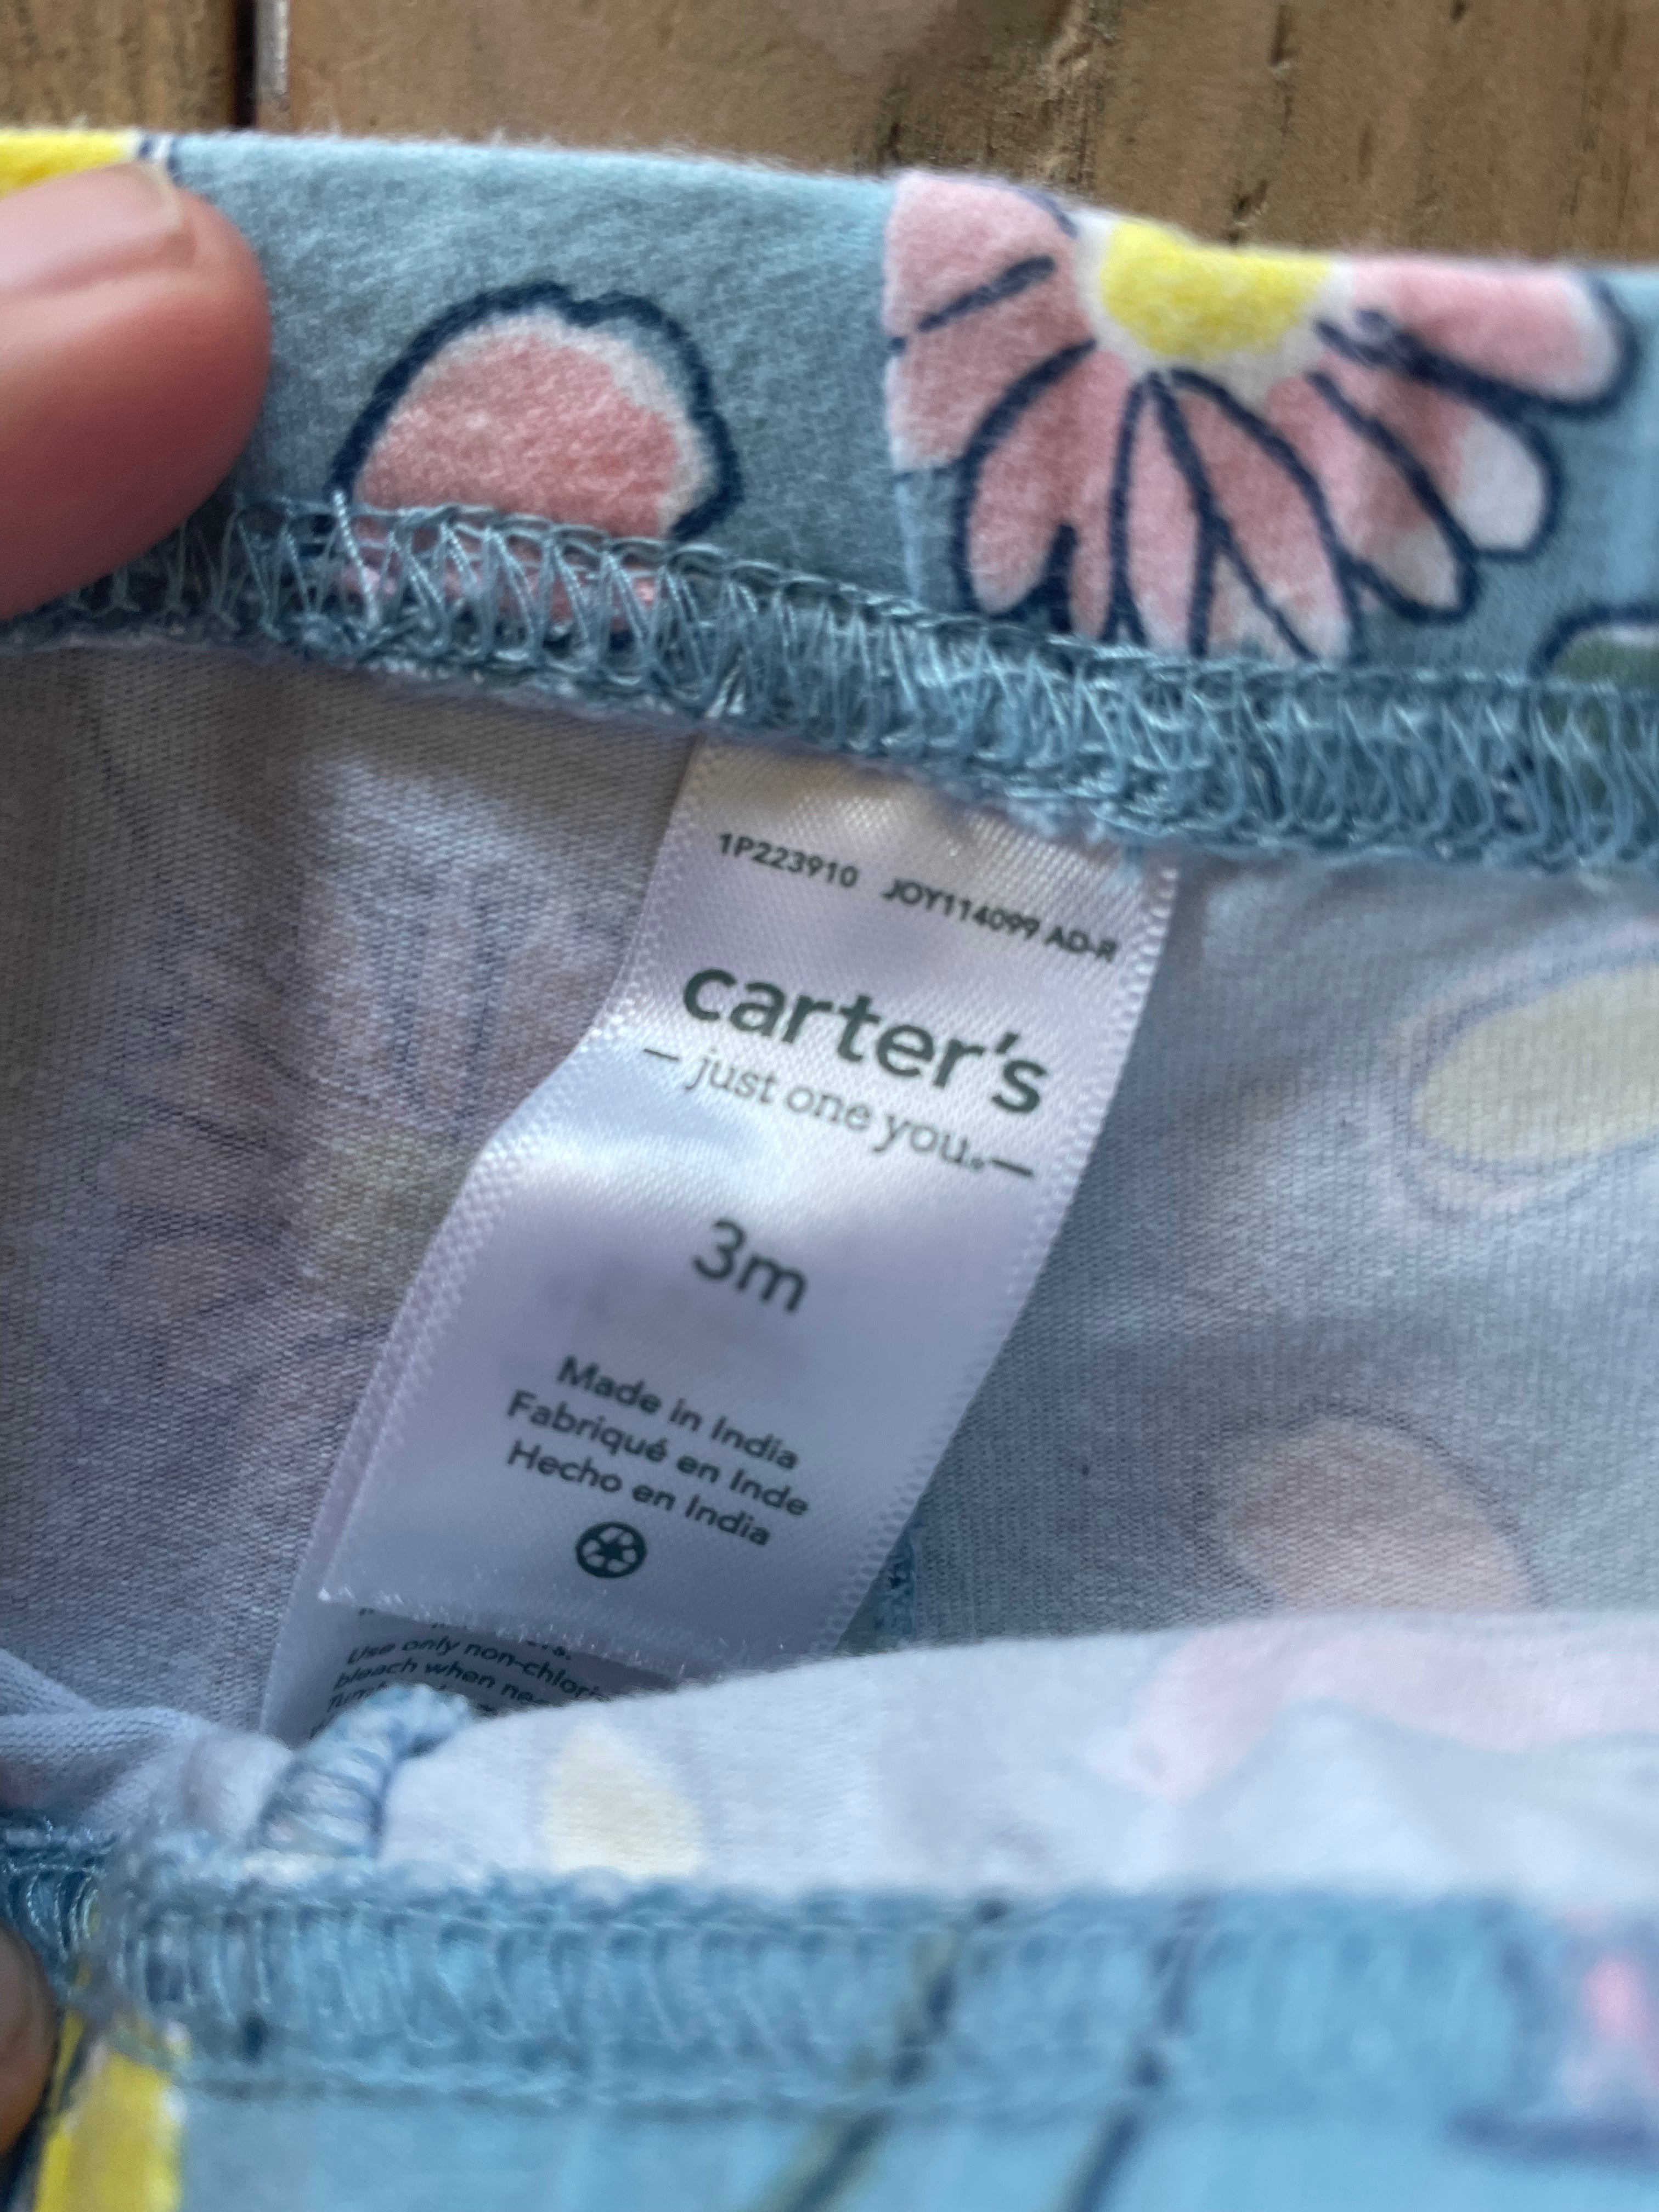 1P223910 JOY114099 AD-R
carter's
— just one you.®—
3m
Made in India
Fabriqué en Inde
Hecho en India
Use only non-chlori
bleach when